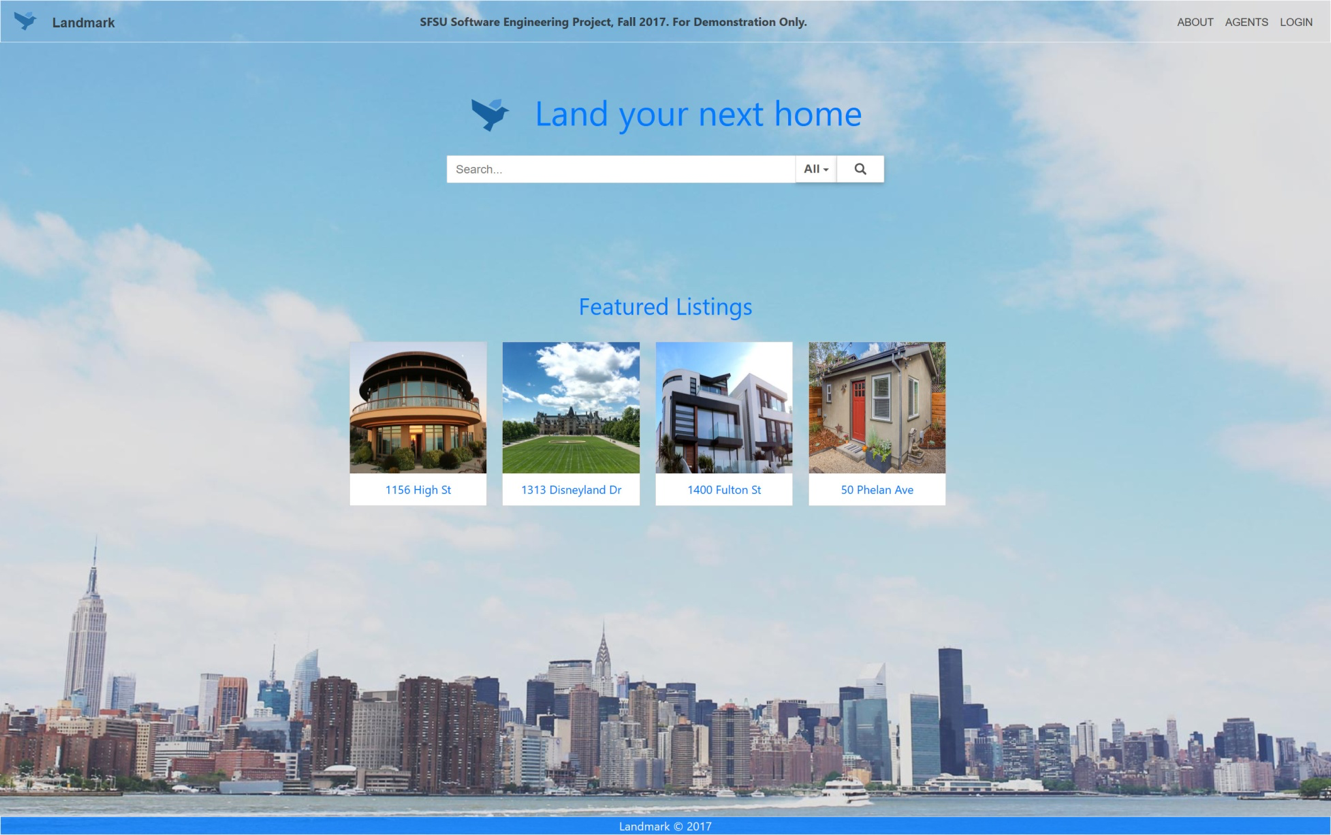 Landmark
SFSU Software Engineering Project, Fall 2017. For Demonstration Only.
ABOUT AGENTS LOGIN
Land your next home
Search...
All
Featured Listings
1156 High St
1313 Disneyland Dr
1400 Fulton St
50 Phelan Ave
Landmark © 2017